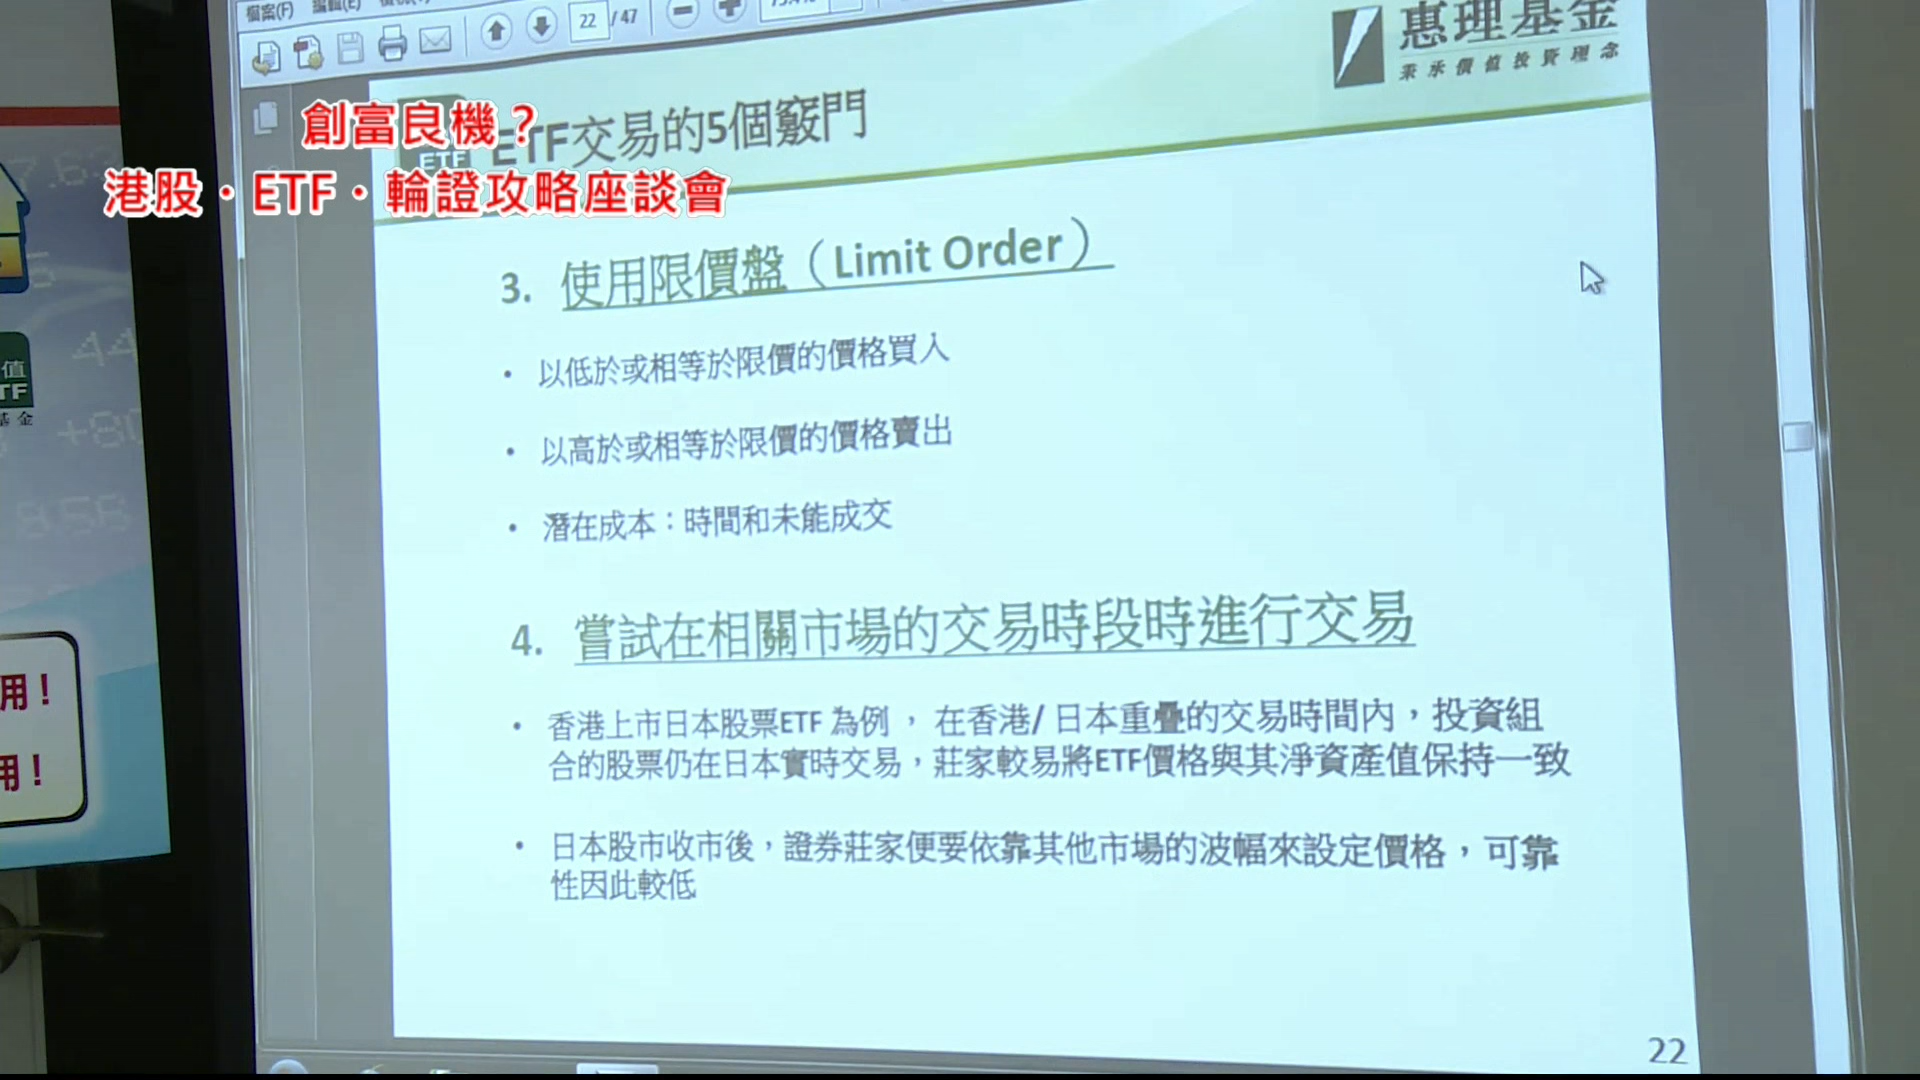 檔案(F) 編輯(E)
22 / 47
惠理基金
秉承價值投資理念
創富良機？
ETF交易的5個竅門
ETF
港股·ETF·輪證攻略座談會
3. 使用限價盤（Limit Order）
• 以低於或相等於限價的價格買入
• 以高於或相等於限價的價格賣出
• 潛在成本：時間和未能成交
4. 嘗試在相關市場的交易時段時進行交易
• 香港上市日本股票ETF 為例 ， 在香港/ 日本重疊的交易時間內，投資組
合的股票仍在日本實時交易，莊家較易將ETF價格與其淨資產值保持一致
• 日本股市收市後，證券莊家便要依靠其他市場的波幅來設定價格，可靠
性因此較低
22
值
TF
基金
用！
用！